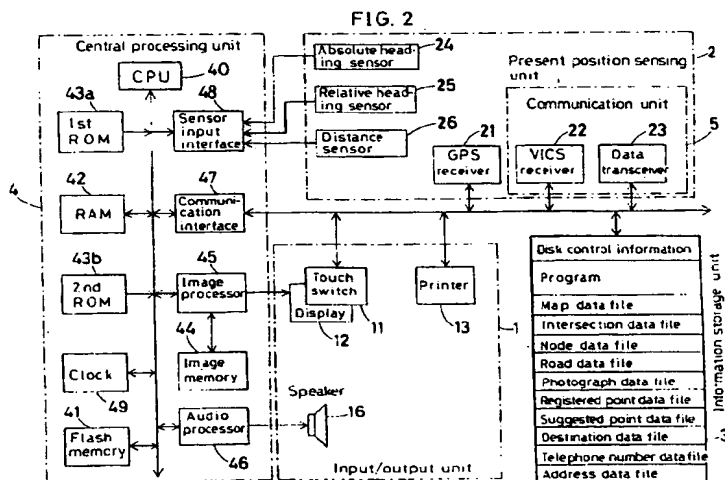 FIG. 2
Central processing unit
CPU
40
43a
1st ROM
48
Sensor
input
interface
42
RAM
47
Communication
interface
4
43b
2nd ROM
45
Image
processor
44
Image
memory
Clock
49
41
Flash
memory
Audio
processor
46
Absolute head-
ing sensor
24
Relative head-
ing sensor
25
Distance
sensor
26
Present position sensing
unit
2
Communication unit
5
21
GPS
receiver
22
VICS
receiver
23
Data
transceiver
Touch
switch
11
Display
12
Printer
13
1
Speaker
16
Input/output unit
Disk control information
Program
Map data file
Intersection data file
Node data file
Road data file
Photograph data file
Registered point data file
Suggested point data file
Destination data file
Telephone number data file
Address data file
Information storage unit